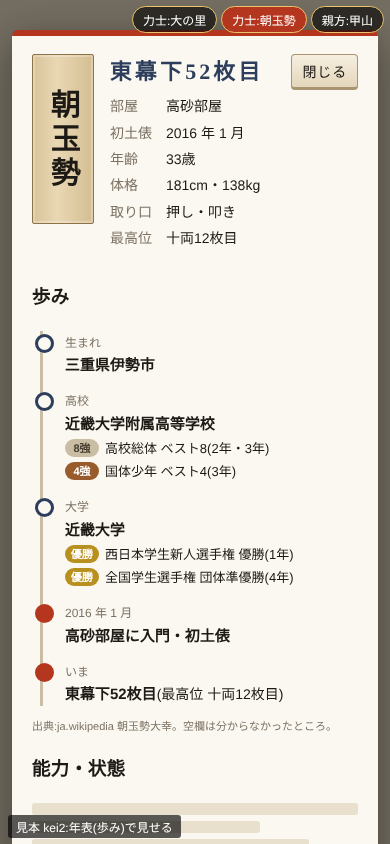 力士:大の里 力士:朝玉勢 親方:甲山
朝玉勢
東幕下52枚目
閉じる
部屋 高砂部屋
初土俵 2016 年 1 月
年齢 33歳
体格 181cm・138kg
取り口 押し・叩き
最高位 十両12枚目
歩み
生まれ
三重県伊勢市
高校
近畿大学附属高等学校
8強 高校総体 ベスト8(2年・3年)
4強 国体少年 ベスト4(3年)
大学
近畿大学
優勝 西日本学生新人選手権 優勝(1年)
優勝 全国学生選手権 団体準優勝(4年)
2016 年 1 月
高砂部屋に入門・初土俵
いま
東幕下52枚目(最高位 十両12枚目)
出典:ja.wikipedia 朝玉勢大幸。空欄は分からなかったところ。
能力・状態
見本 kei2:年表(歩み)で見せる